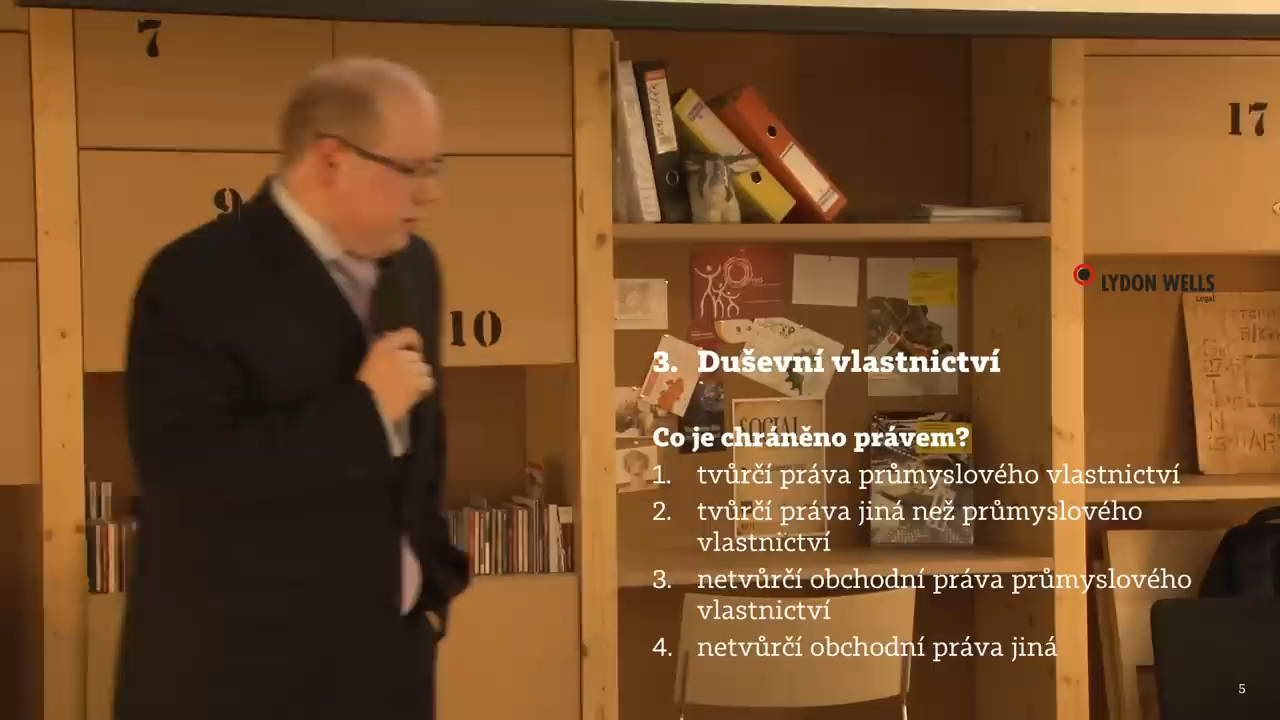 7
17
9
LYDON WELLS
Legal
10
3. Duševní vlastnictví
SOCIAL
Co je chráněno právem?
1. tvůrčí práva průmyslového vlastnictví
2. tvůrčí práva jiná než průmyslového
vlastnictví
3. netvůrčí obchodní práva průmyslového
vlastnictví
4. netvůrčí obchodní práva jiná
5